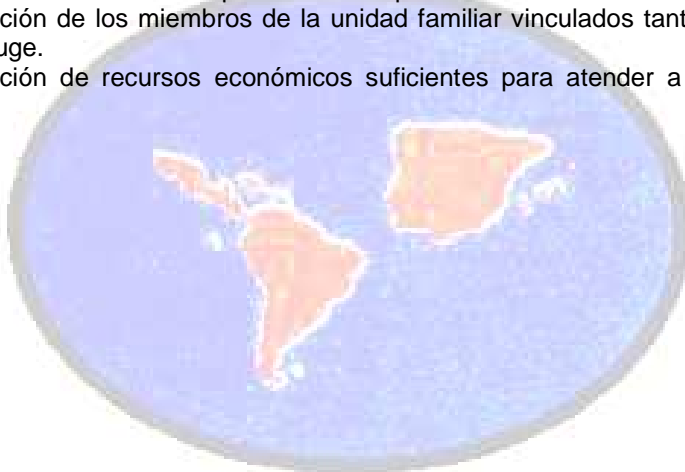 ción de los miembros de la unidad familiar vinculados tant
uge.
ción de recursos económicos suficientes para atender a